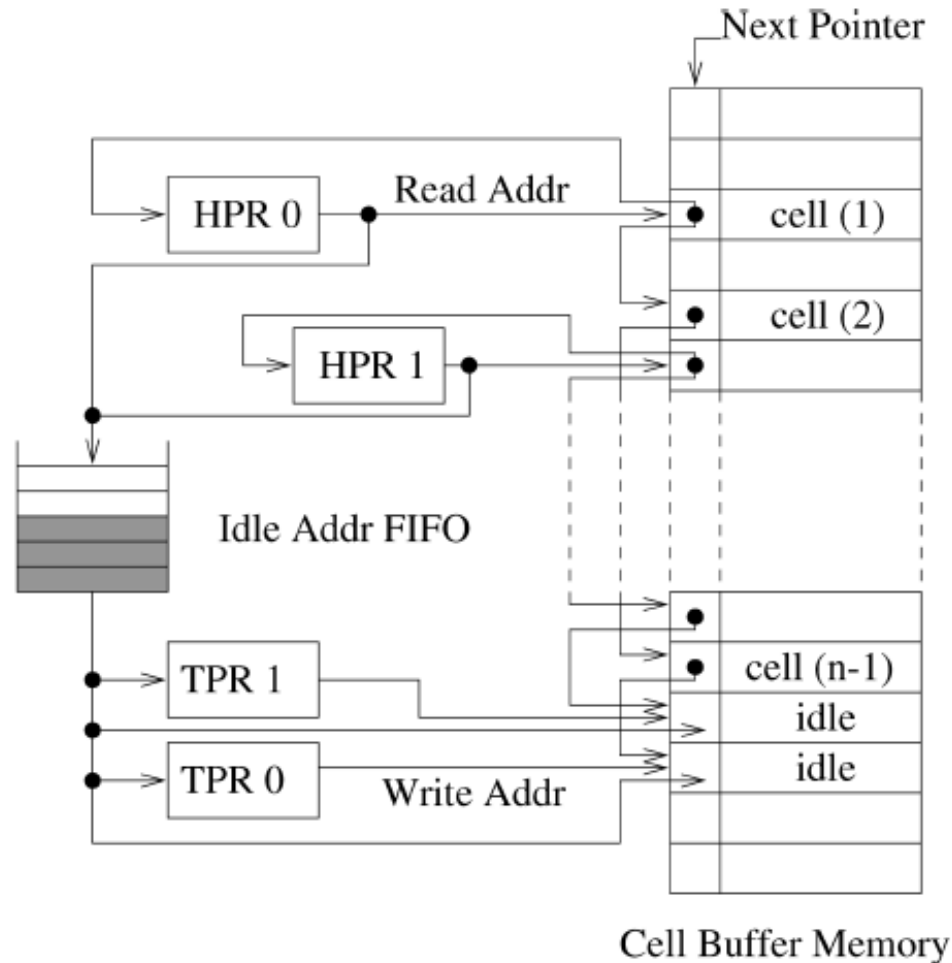 Next Pointer
HPR 0
Read Addr
cell (1)
cell (2)
HPR 1
Idle Addr FIFO
TPR 1
cell (n-1)
idle
TPR 0
Write Addr
idle
Cell Buffer Memory